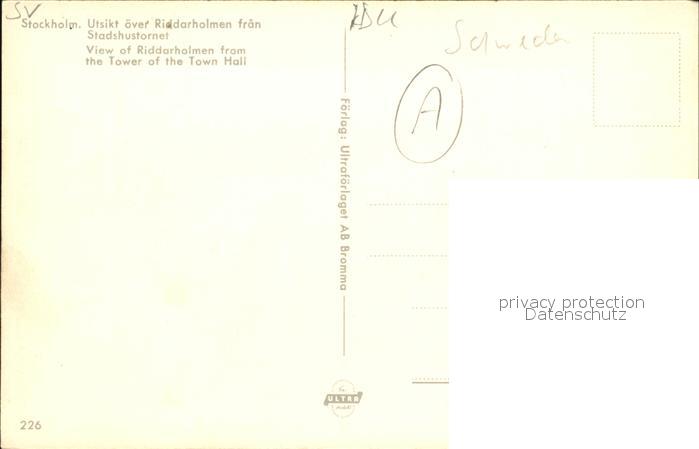 SV
Stockholm. Utsikt över Riddarholmen från
Stadshustornet
View of Riddarholmen from
the Tower of the Town Hall
Schweden
A
Förlag: Ultraförlaget AB Bromma
privacy protection
Datenschutz
ULTRA
226